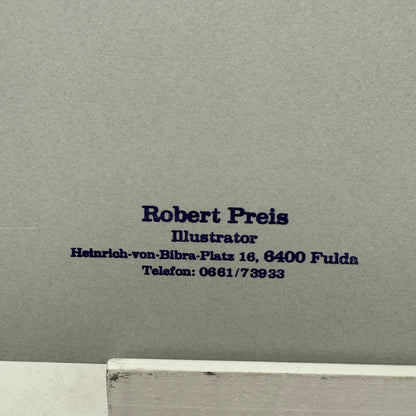 Robert Preis
Illustrator
Heinrich-von-Bibra-Platz 16, 6400 Fulda
Telefon: 0661/73933